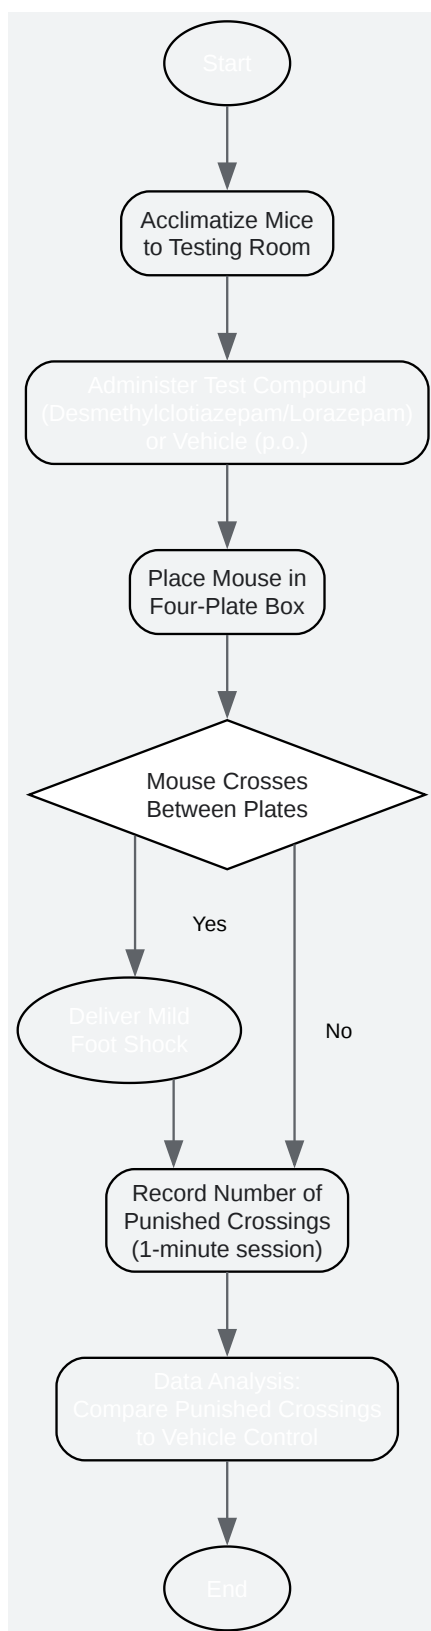 Start
Acclimatize Mice
to Testing Room
Administer Test Compound
(Desmethylclotiazepam/Lorazepam)
or Vehicle (p.o.)
Place Mouse in
Four-Plate Box
Mouse Crosses
Between Plates
Yes
Deliver Mild
Foot Shock
No
Record Number of
Punished Crossings
(1-minute session)
Data Analysis:
Compare Punished Crossings
to Vehicle Control
End